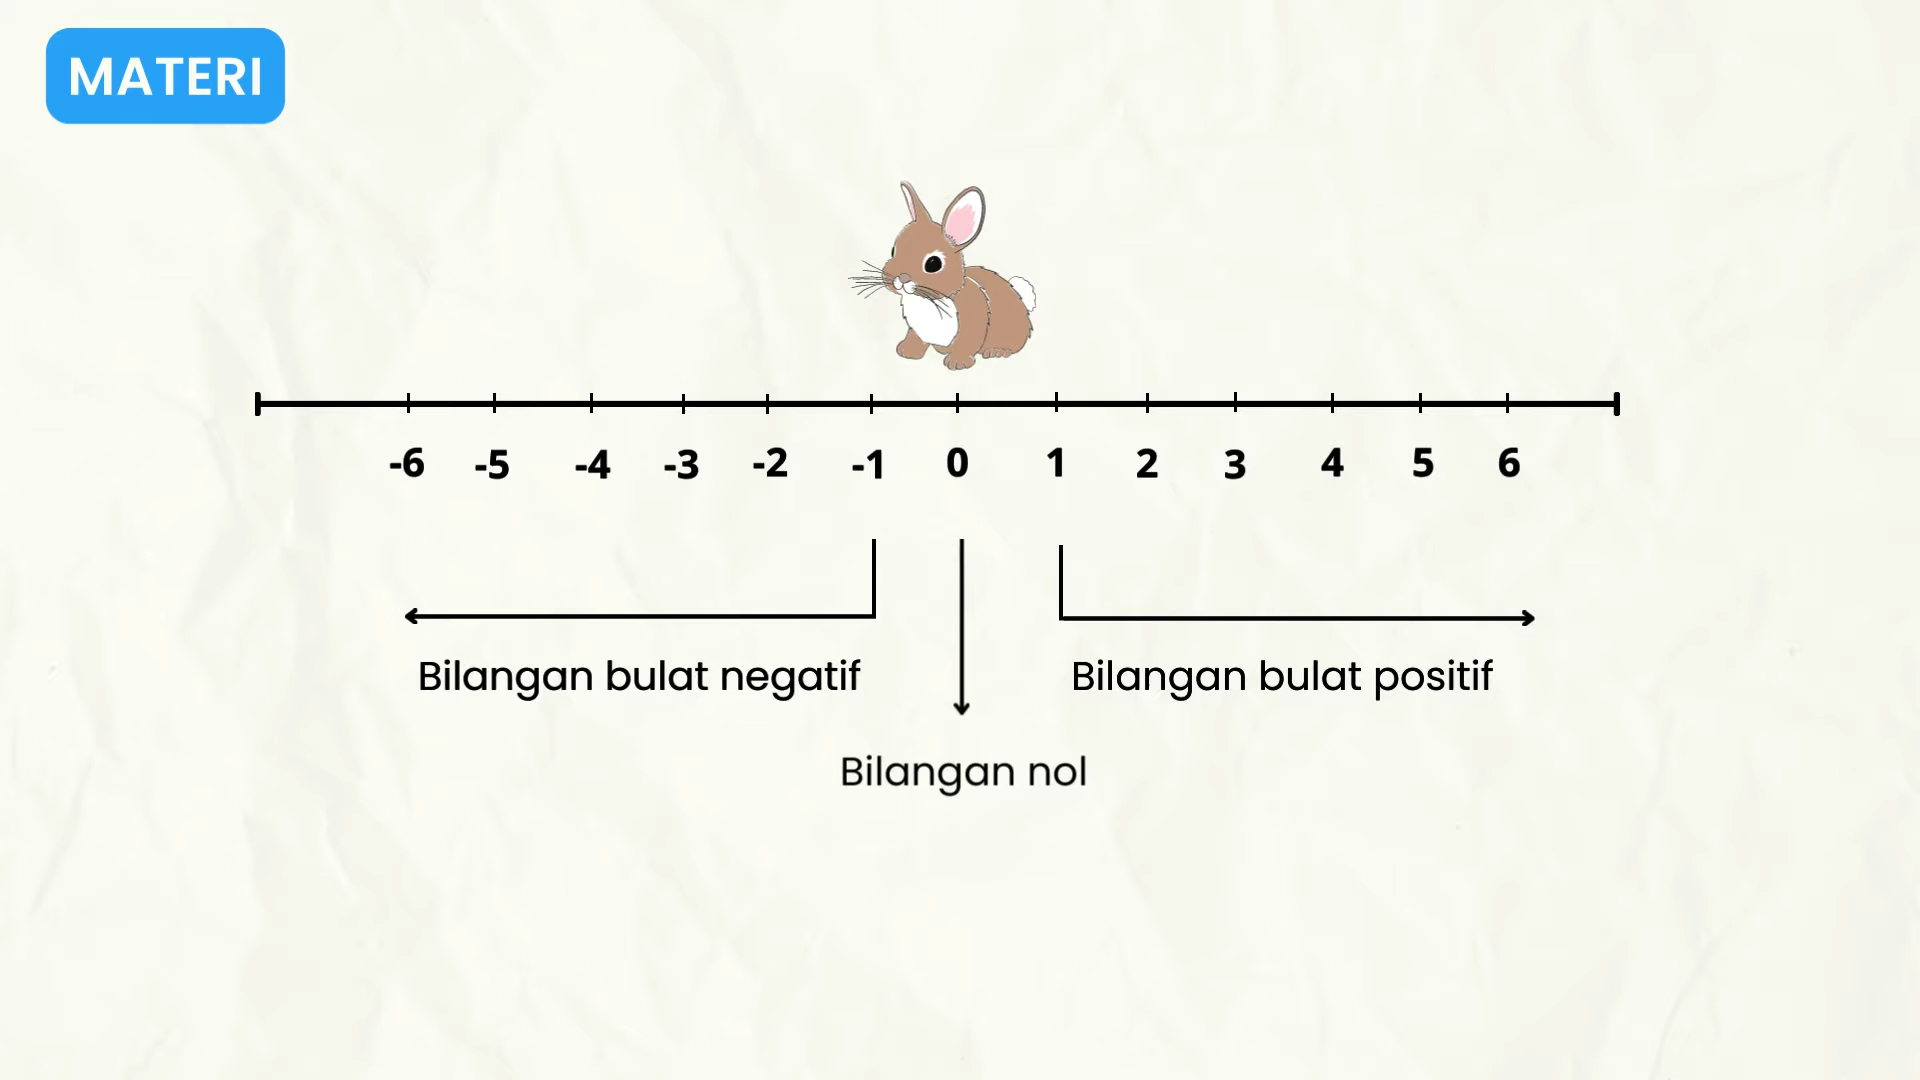 MATERI
-6 -5 -4 -3 -2 -1 0 1 2 3 4 5 6
Bilangan bulat negatif
Bilangan bulat positif
Bilangan nol